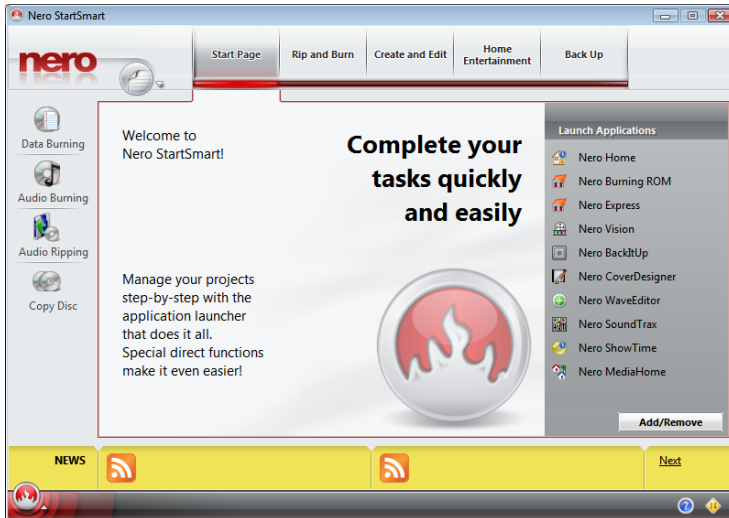 Nero StartSmart
nero
Start Page
Rip and Burn
Create and Edit
Home
Entertainment
Back Up
Data Burning
Audio Burning
Audio Ripping
Copy Disc
Welcome to
Nero StartSmart!
Complete your
tasks quickly
and easily
Manage your projects
step-by-step with the
application launcher
that does it all.
Special direct functions
make it even easier!
Launch Applications
Nero Home
Nero Burning ROM
Nero Express
Nero Vision
Nero BackItUp
Nero CoverDesigner
Nero WaveEditor
Nero SoundTrax
Nero ShowTime
Nero MediaHome
Add/Remove
NEWS
Next